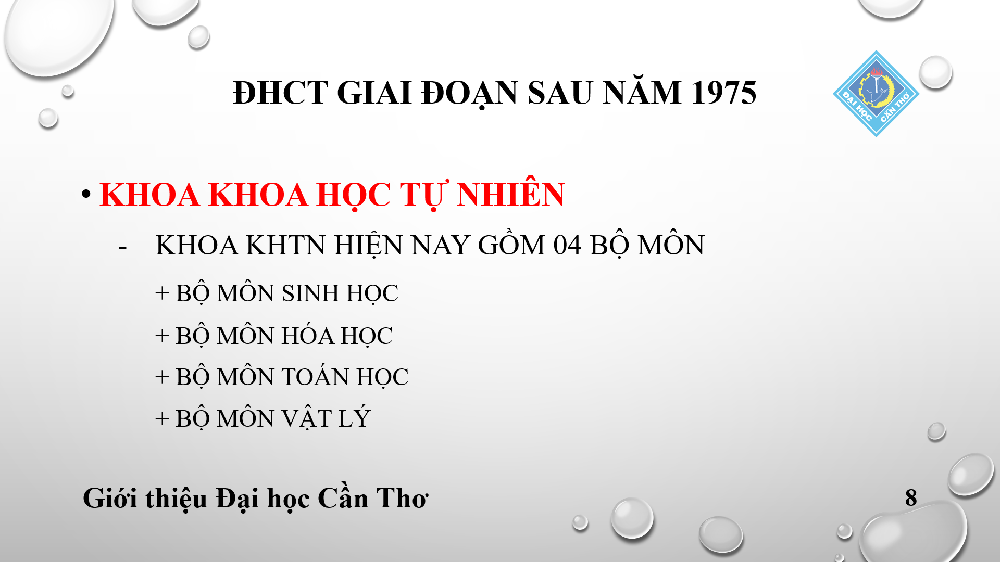 ĐHCT GIAI ĐOẠN SAU NĂM 1975
ĐẠI HỌC CẦN THƠ
• KHOA KHOA HỌC TỰ NHIÊN
- KHOA KHTN HIỆN NAY GỒM 04 BỘ MÔN
+ BỘ MÔN SINH HỌC
+ BỘ MÔN HÓA HỌC
+ BỘ MÔN TOÁN HỌC
+ BỘ MÔN VẬT LÝ
Giới thiệu Đại học Cần Thơ
8